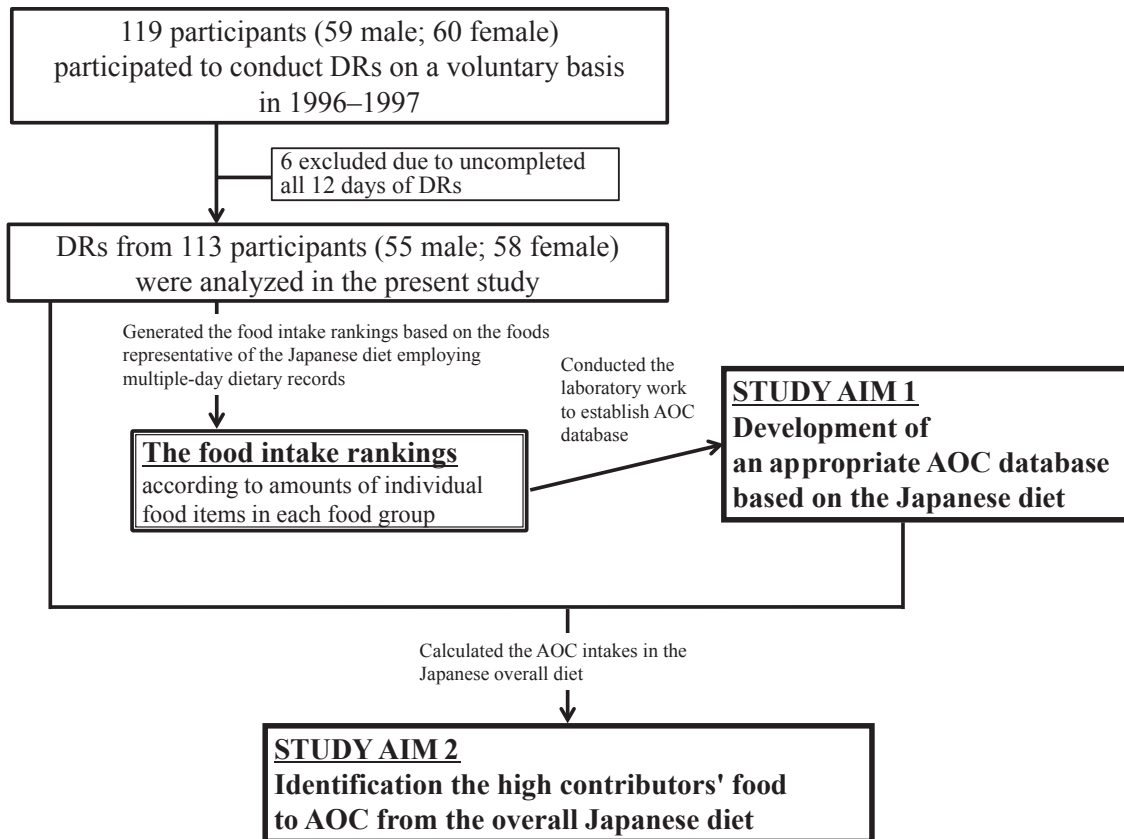 119 participants (59 male; 60 female)
participated to conduct DRs on a voluntary basis
in 1996–1997
6 excluded due to uncompleted
all 12 days of DRs
DRs from 113 participants (55 male; 58 female)
were analyzed in the present study
Generated the food intake rankings based on the foods
representative of the Japanese diet employing
multiple-day dietary records
Conducted the
laboratory work
to establish AOC
database
The food intake rankings
according to amounts of individual
food items in each food group
STUDY AIM 1
Development of
an appropriate AOC database
based on the Japanese diet
Calculated the AOC intakes in the
Japanese overall diet
STUDY AIM 2
Identification the high contributors' food
to AOC from the overall Japanese diet